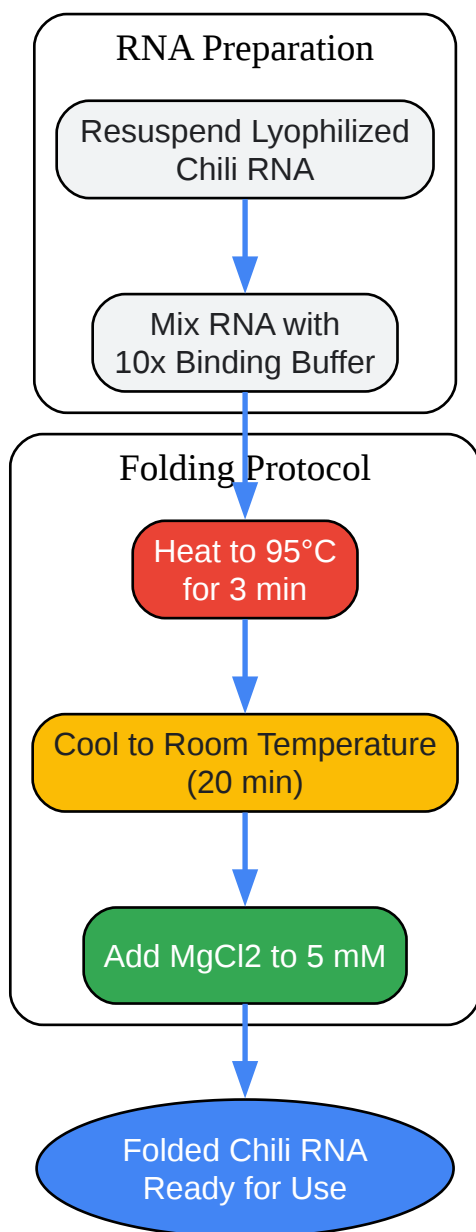 RNA Preparation
Resuspend Lyophilized
Chili RNA
Mix RNA with
10x Binding Buffer
Folding Protocol
Heat to 95°C
for 3 min
Cool to Room Temperature
(20 min)
Add MgCl2 to 5 mM
Folded Chili RNA
Ready for Use